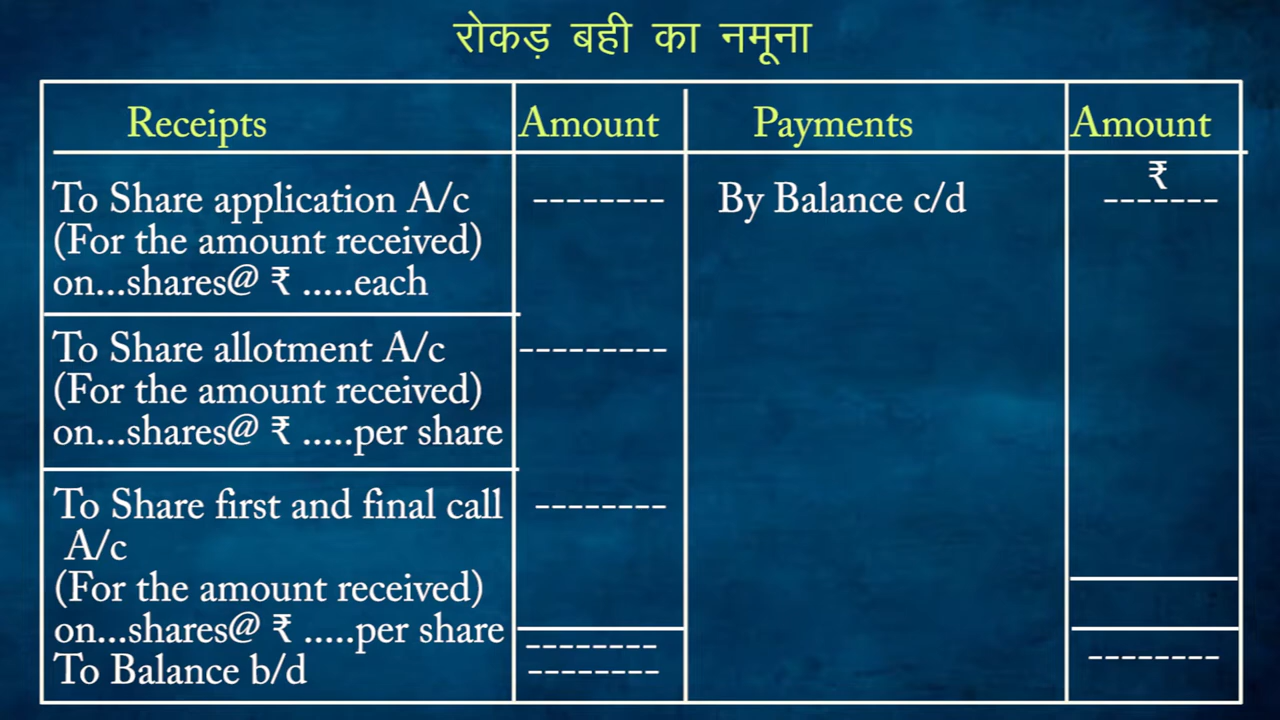 रोकड़ बही का नमूना
Receipts Amount Payments Amount
₹
To Share application A/c -------- By Balance c/d -------
(For the amount received)
on...shares@ ₹ .....each
To Share allotment A/c ---------
(For the amount received)
on...shares@ ₹ .....per share
To Share first and final call --------
A/c
(For the amount received)
on...shares@ ₹ .....per share
-------- --------
To Balance b/d --------